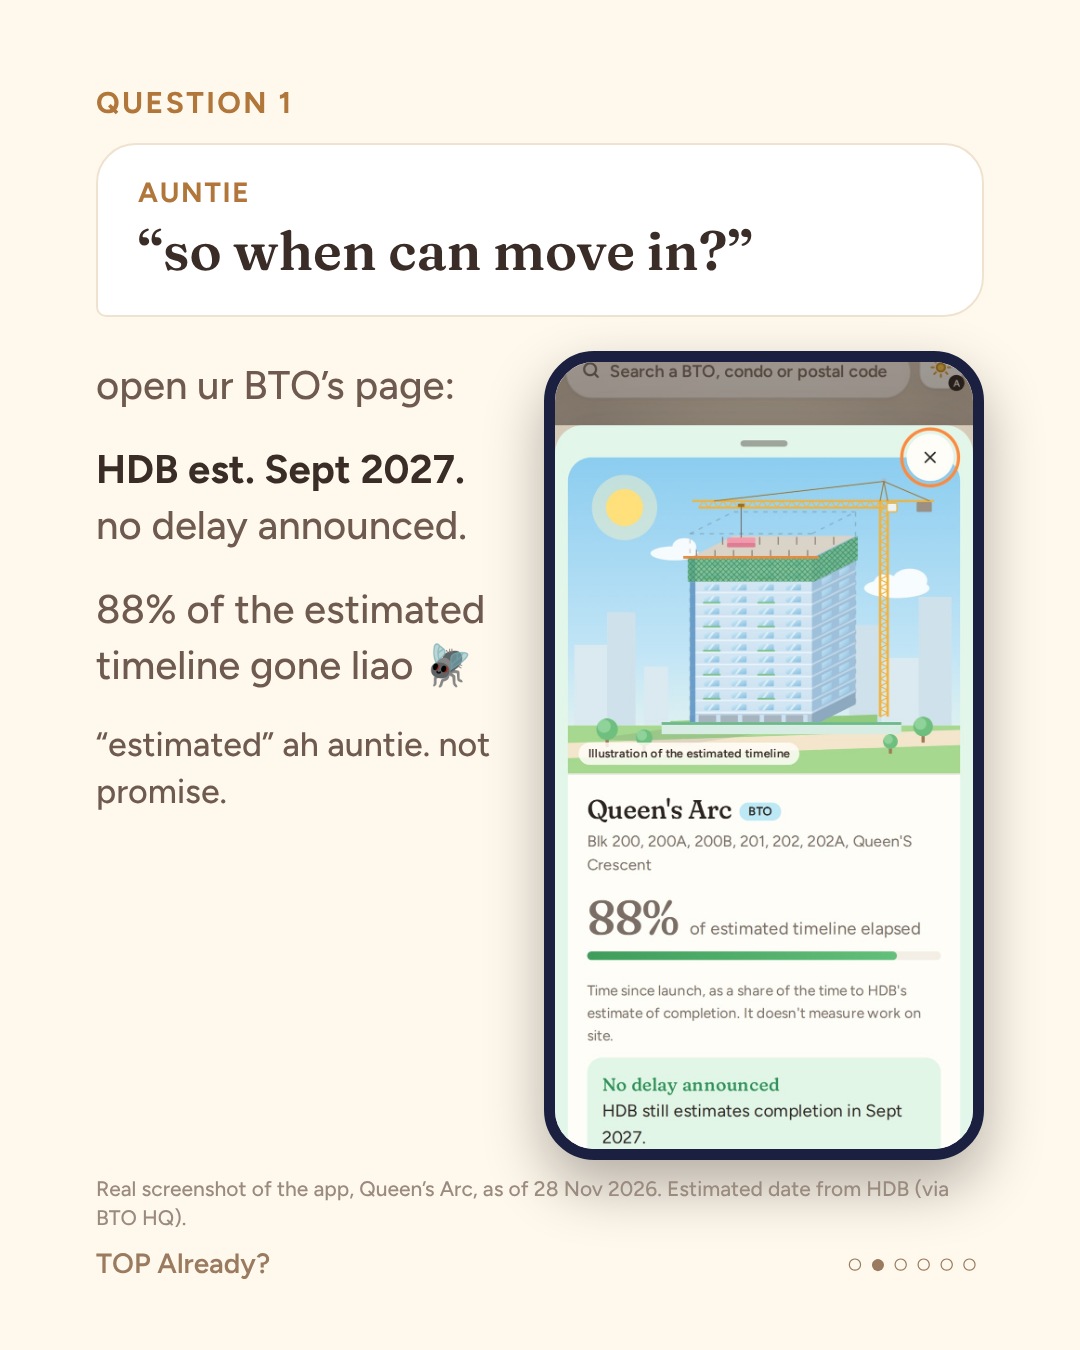 QUESTION 1
AUNTIE
“so when can move in?”
open ur BTO’s page:
HDB est. Sept 2027.
no delay announced.
88% of the estimated
timeline gone liao 🪰
“estimated” ah auntie. not
promise.
Search a BTO, condo or postal code
A
Illustration of the estimated timeline
Queen's Arc BTO
Blk 200, 200A, 200B, 201, 202, 202A, Queen'S
Crescent
88% of estimated timeline elapsed
Time since launch, as a share of the time to HDB's
estimate of completion. It doesn't measure work on
site.
No delay announced
HDB still estimates completion in Sept
2027.
Real screenshot of the app, Queen’s Arc, as of 28 Nov 2026. Estimated date from HDB (via
BTO HQ).
TOP Already?